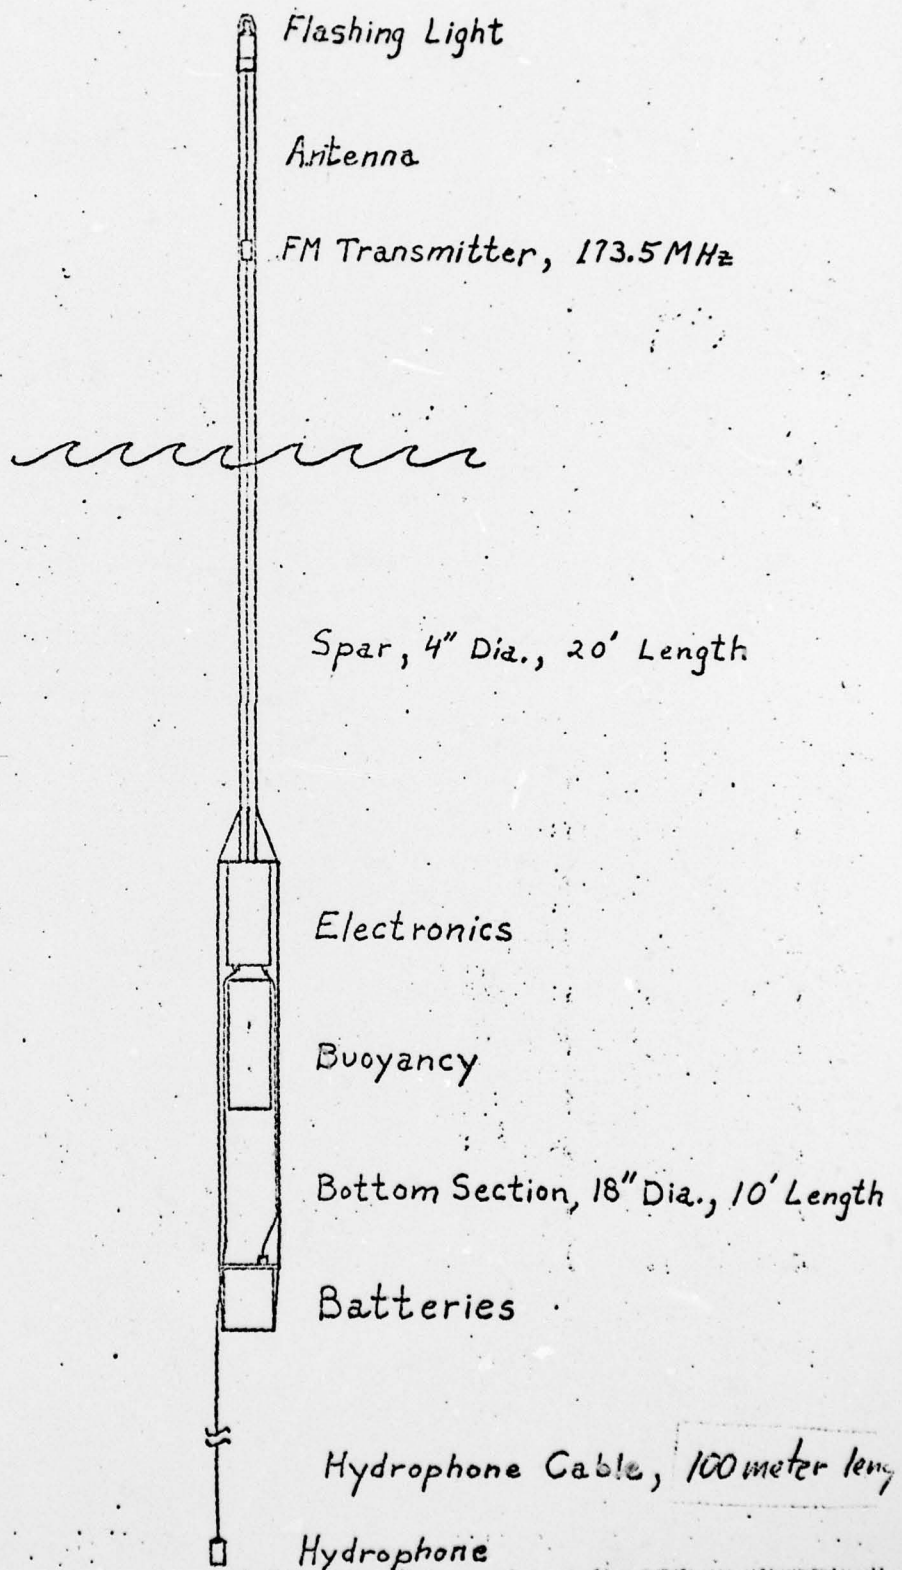 Flashing Light
Antenna
FM Transmitter, 173.5 MHz
Spar, 4" Dia., 20' Length
Electronics
Buoyancy
Bottom Section, 18" Dia., 10' Length
Batteries
Hydrophone Cable, 100 meter leng
Hydrophone